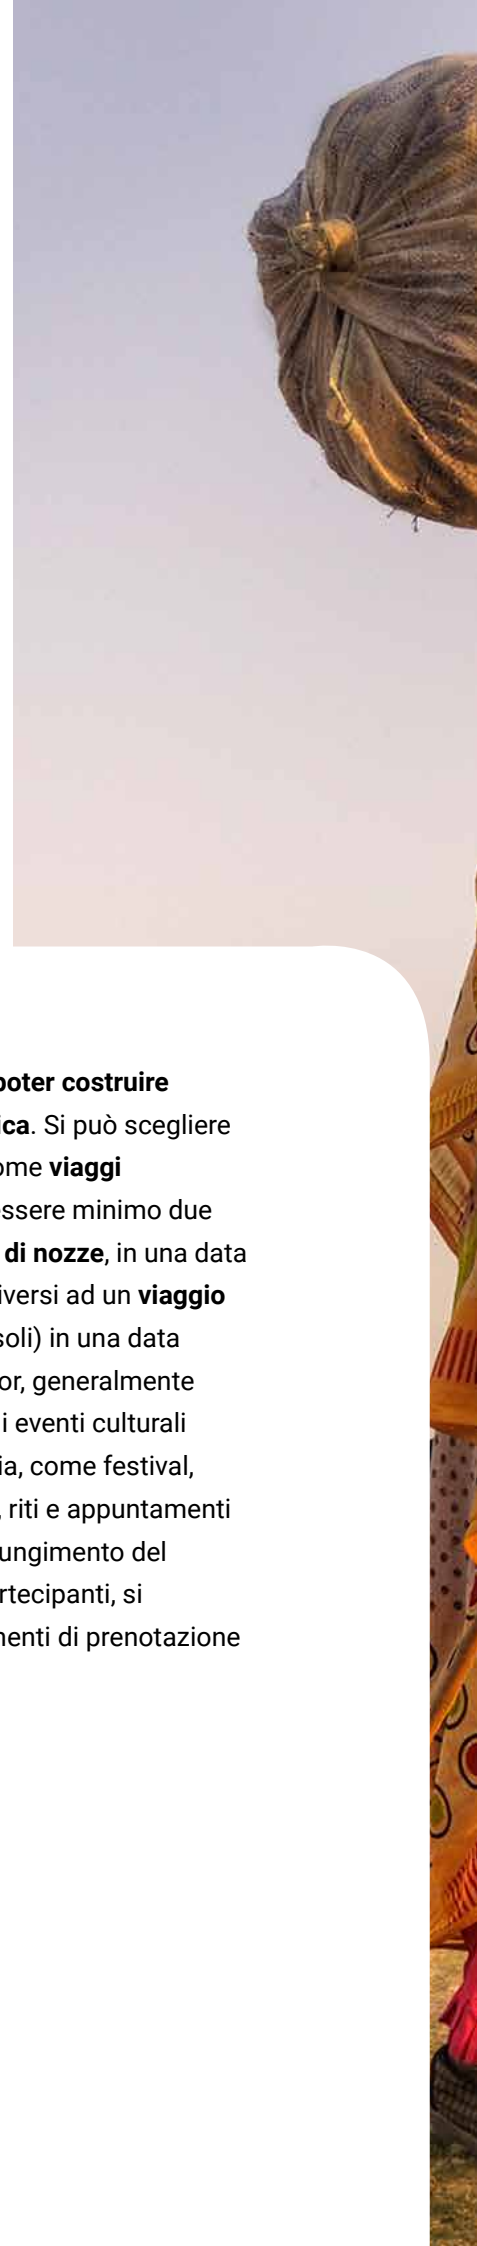 poter costruire
ica. Si può scegliere
ome viaggi
essere minimo due
di nozze, in una data
iversi ad un viaggio
soli) in una data
or, generalmente
i eventi culturali
ia, come festival,
, riti e appuntamenti
ungimento del
rtecipanti, si
nenti di prenotazione